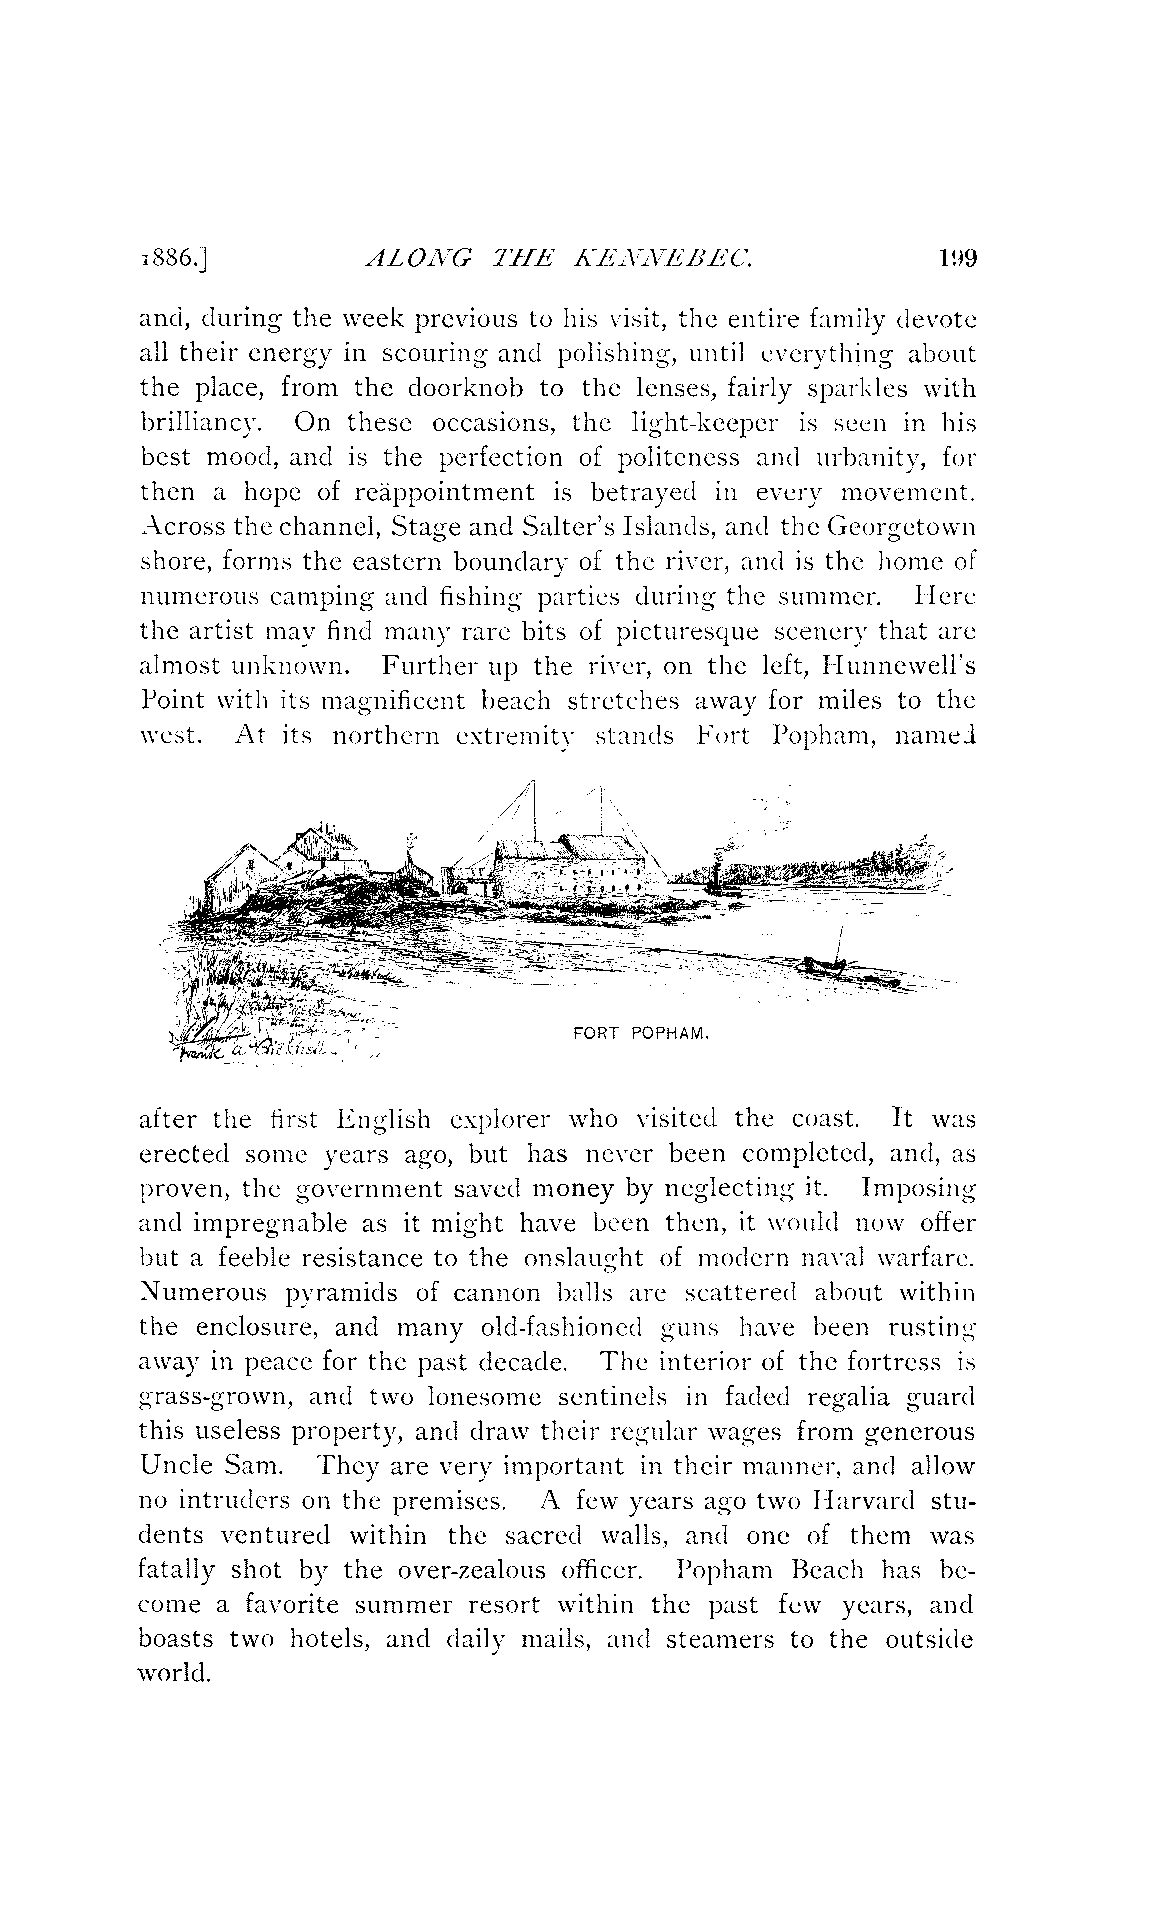 1886.] ALONG THE KENNEBEC. 199
and, during the week previous to his visit, the entire family devote
all their energy in scouring and polishing, until everything about
the place, from the doorknob to the lenses, fairly sparkles with
brilliancy. On these occasions, the light-keeper is seen in his
best mood, and is the perfection of politeness and urbanity, for
then a hope of reäppointment is betrayed in every movement.
Across the channel, Stage and Salter's Islands, and the Georgetown
shore, forms the eastern boundary of the river, and is the home of
numerous camping and fishing parties during the summer. Here
the artist may find many rare bits of picturesque scenery that are
almost unknown. Further up the river, on the left, Hunnewell's
Point with its magnificent beach stretches away for miles to the
west. At its northern extremity stands Fort Popham, named
FORT POPHAM.
Frank a Bicknell
after the first English explorer who visited the coast. It was
erected some years ago, but has never been completed, and, as
proven, the government saved money by neglecting it. Imposing
and impregnable as it might have been then, it would now offer
but a feeble resistance to the onslaught of modern naval warfare.
Numerous pyramids of cannon balls are scattered about within
the enclosure, and many old-fashioned guns have been rusting
away in peace for the past decade. The interior of the fortress is
grass-grown, and two lonesome sentinels in faded regalia guard
this useless property, and draw their regular wages from generous
Uncle Sam. They are very important in their manner, and allow
no intruders on the premises. A few years ago two Harvard stu-
dents ventured within the sacred walls, and one of them was
fatally shot by the over-zealous officer. Popham Beach has be-
come a favorite summer resort within the past few years, and
boasts two hotels, and daily mails, and steamers to the outside
world.